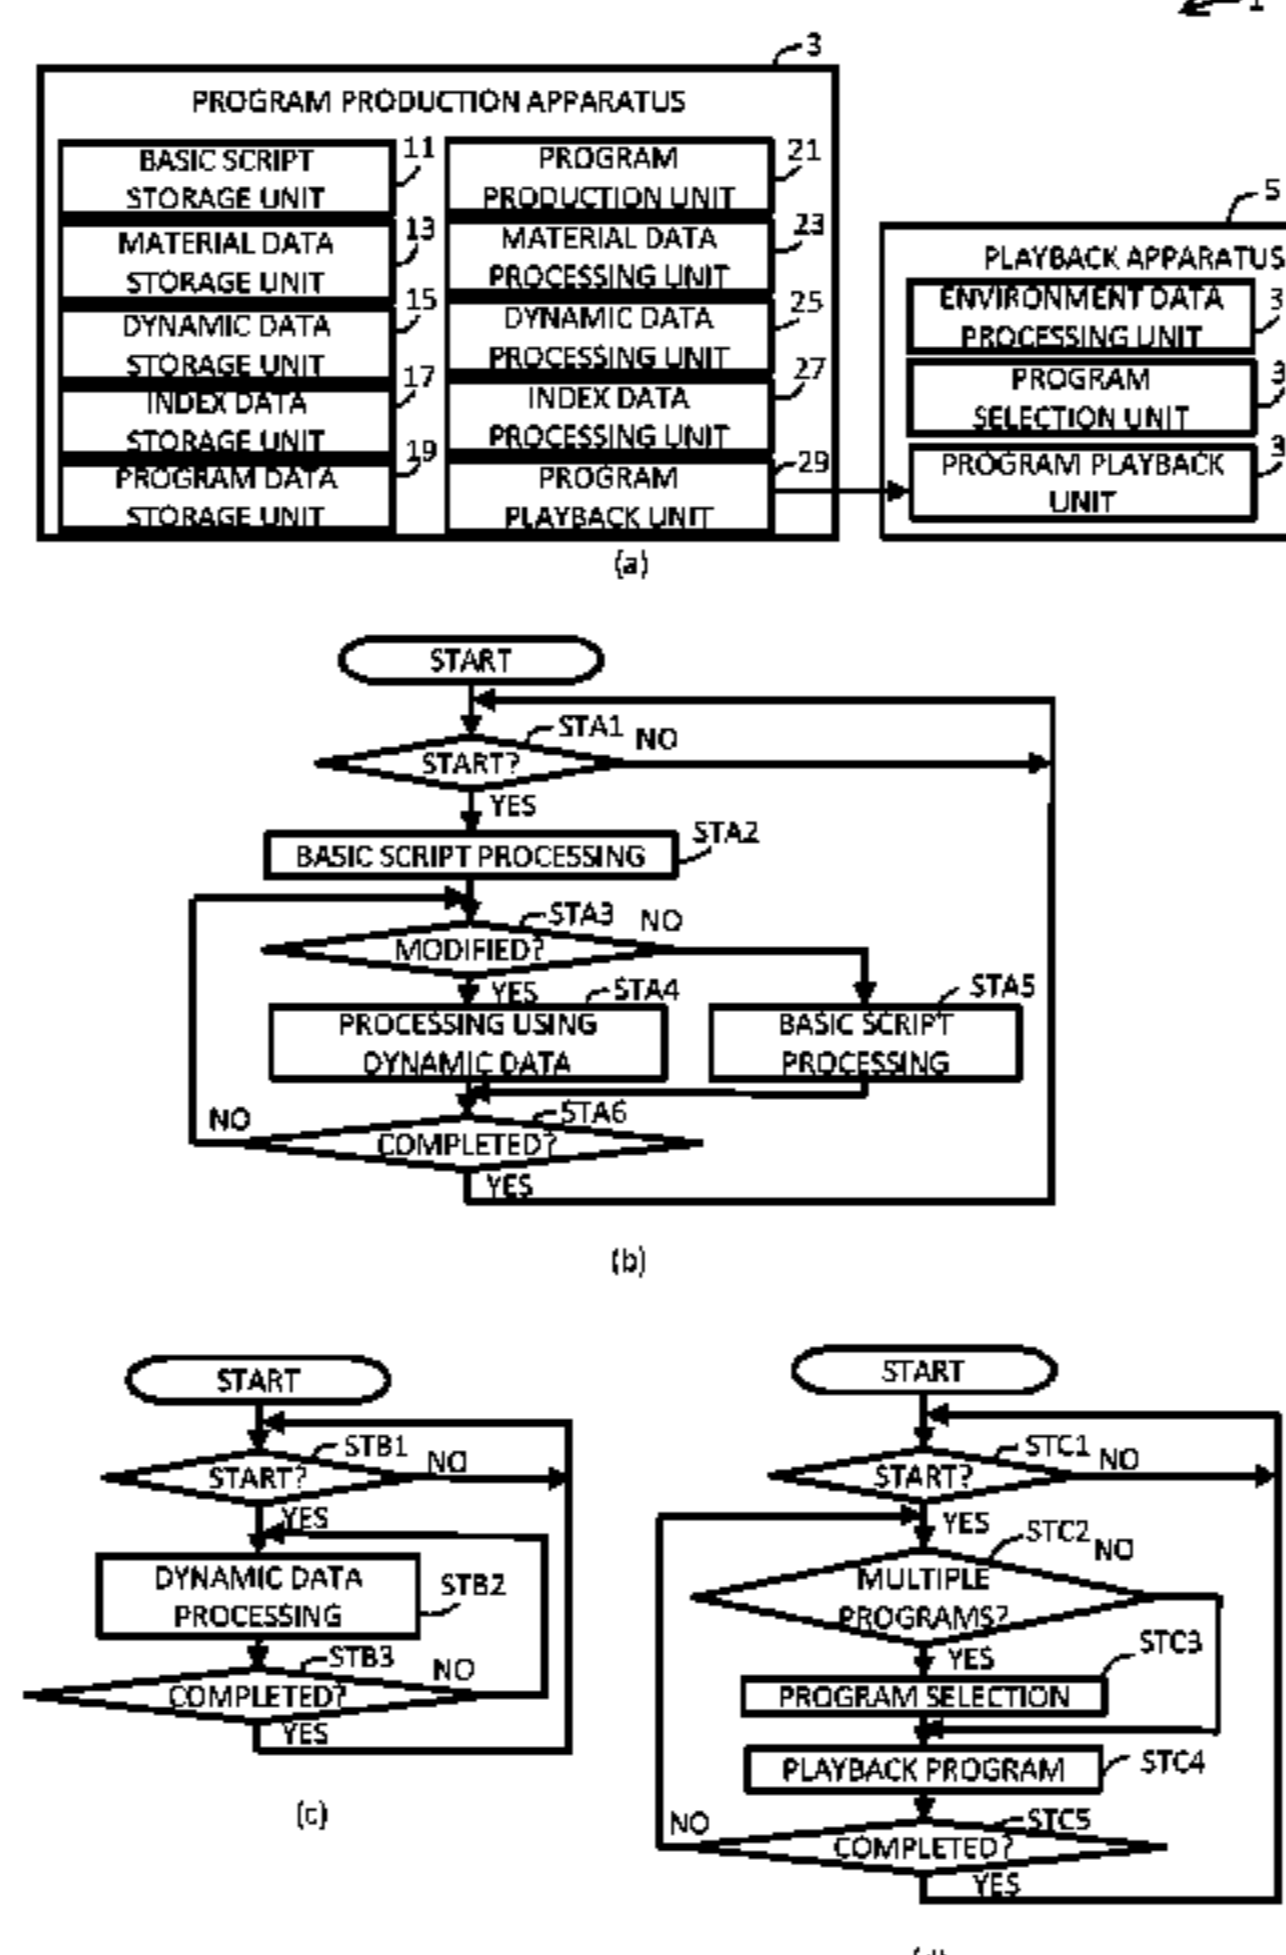 1
3
PROGRAM PRODUCTION APPARATUS
BASIC SCRIPT
STORAGE UNIT
11
MATERIAL DATA
STORAGE UNIT
13
DYNAMIC DATA
STORAGE UNIT
15
INDEX DATA
STORAGE UNIT
17
PROGRAM DATA
STORAGE UNIT
19
PROGRAM
PRODUCTION UNIT
21
MATERIAL DATA
PROCESSING UNIT
23
DYNAMIC DATA
PROCESSING UNIT
25
INDEX DATA
PROCESSING UNIT
27
PROGRAM
PLAYBACK UNIT
29
5
PLAYBACK APPARATUS
ENVIRONMENT DATA
PROCESSING UNIT
3
PROGRAM
SELECTION UNIT
3
PROGRAM PLAYBACK
UNIT
3
(a)
START
STA1
START?
NO
YES
BASIC SCRIPT PROCESSING
STA2
STA3
MODIFIED?
NO
YES
STA4
PROCESSING USING
DYNAMIC DATA
STA5
BASIC SCRIPT
PROCESSING
STA6
COMPLETED?
NO
YES
(b)
START
STB1
START?
NO
YES
DYNAMIC DATA
PROCESSING
STB2
STB3
COMPLETED?
NO
YES
(c)
START
STC1
START?
NO
YES
STC2
MULTIPLE
PROGRAMS?
NO
YES
STC3
PROGRAM SELECTION
PLAYBACK PROGRAM
STC4
STC5
COMPLETED?
NO
YES